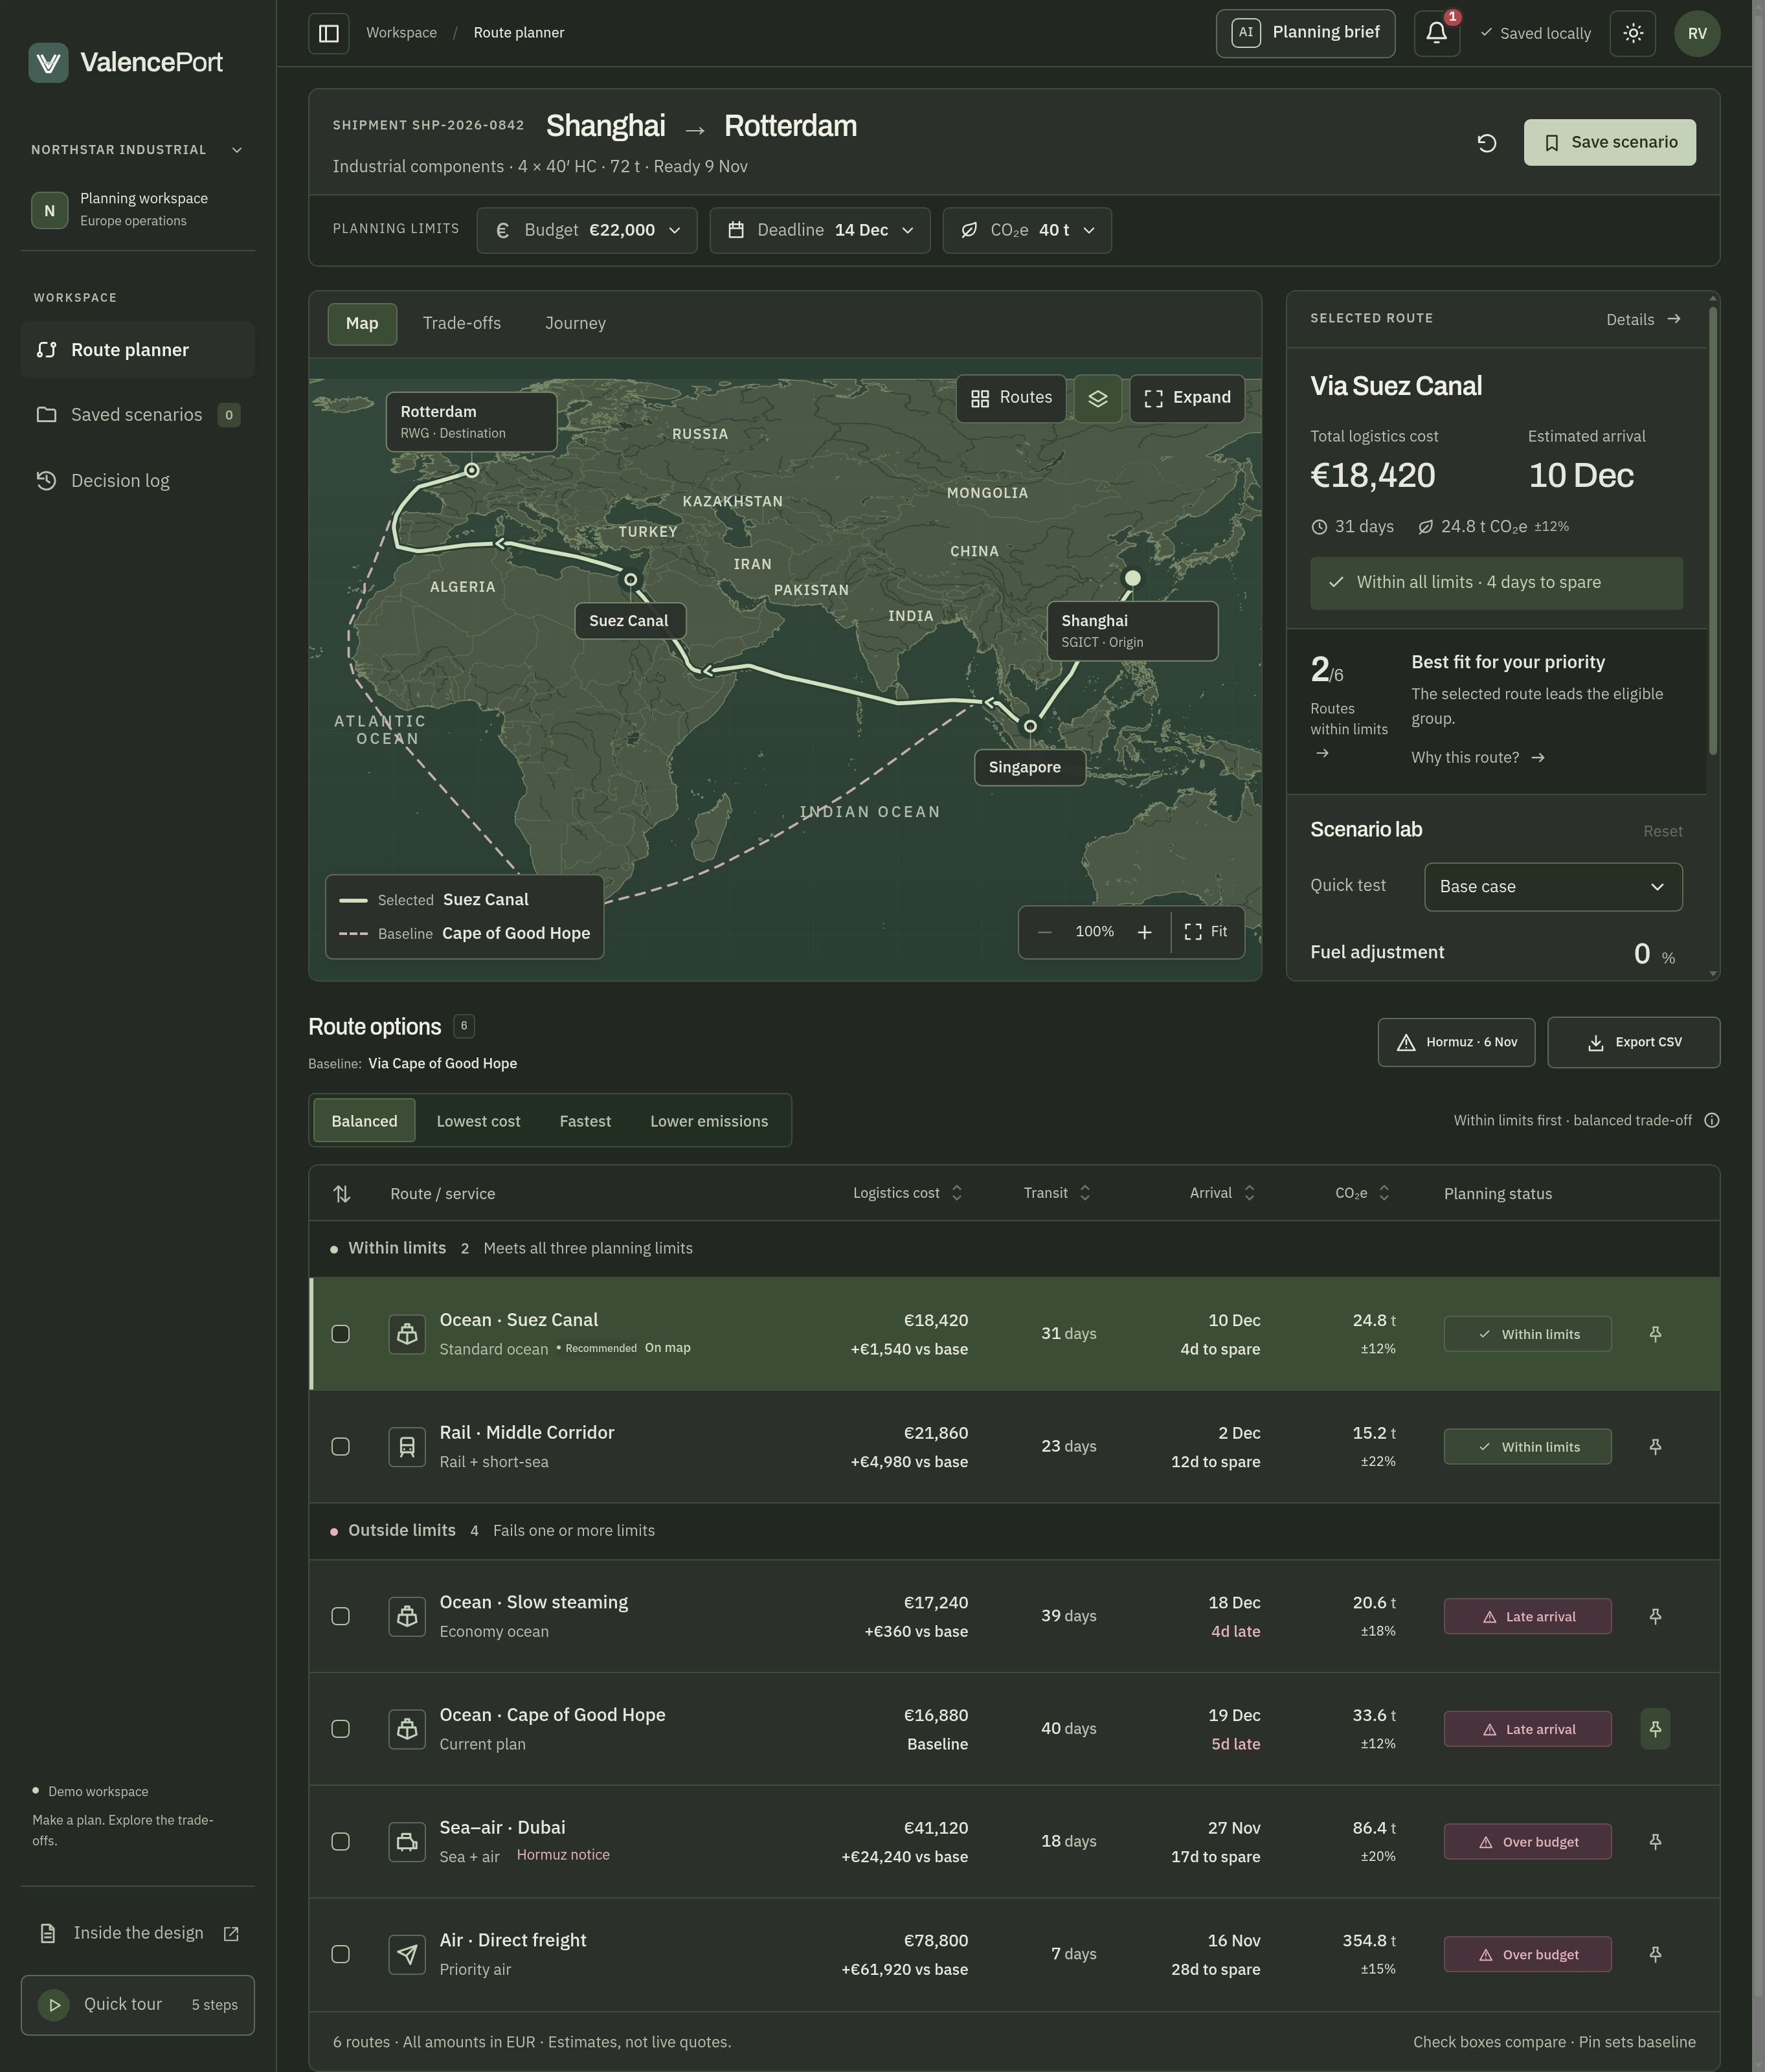 ValencePort
NORTHSTAR INDUSTRIAL
N
Planning workspace
Europe operations
WORKSPACE
Route planner
Saved scenarios 0
Decision log
Demo workspace
Make a plan. Explore the trade-
offs.
Inside the design
Quick tour 5 steps
Workspace / Route planner
AI Planning brief
1
Saved locally
RV
SHIPMENT SHP-2026-0842 Shanghai → Rotterdam
Industrial components · 4 × 40′ HC · 72 t · Ready 9 Nov
Save scenario
PLANNING LIMITS € Budget €22,000 Deadline 14 Dec CO₂e 40 t
Map Trade-offs Journey
Routes Expand
Rotterdam
RWG · Destination
RUSSIA
KAZAKHSTAN
MONGOLIA
TURKEY
CHINA
IRAN
ALGERIA
PAKISTAN
INDIA
Suez Canal
Shanghai
SGICT · Origin
ATLANTIC
OCEAN
Singapore
INDIAN OCEAN
Selected Suez Canal
Baseline Cape of Good Hope
− 100% + Fit
SELECTED ROUTE Details →
Via Suez Canal
Total logistics cost Estimated arrival
€18,420 10 Dec
31 days 24.8 t CO₂e ±12%
Within all limits · 4 days to spare
2/6
Routes
within limits
→
Best fit for your priority
The selected route leads the eligible
group.
Why this route? →
Scenario lab Reset
Quick test Base case
Fuel adjustment 0 %
Route options 6
Baseline: Via Cape of Good Hope
Hormuz · 6 Nov Export CSV
Balanced Lowest cost Fastest Lower emissions
Within limits first · balanced trade-off
Route / service Logistics cost Transit Arrival CO₂e Planning status
Within limits 2 Meets all three planning limits
Ocean · Suez Canal €18,420 31 days 10 Dec 24.8 t Within limits
Standard ocean • Recommended On map +€1,540 vs base 4d to spare ±12%
Rail · Middle Corridor €21,860 23 days 2 Dec 15.2 t Within limits
Rail + short-sea +€4,980 vs base 12d to spare ±22%
Outside limits 4 Fails one or more limits
Ocean · Slow steaming €17,240 39 days 18 Dec 20.6 t Late arrival
Economy ocean +€360 vs base 4d late ±18%
Ocean · Cape of Good Hope €16,880 40 days 19 Dec 33.6 t Late arrival
Current plan Baseline 5d late ±12%
Sea–air · Dubai €41,120 18 days 27 Nov 86.4 t Over budget
Sea + air Hormuz notice +€24,240 vs base 17d to spare ±20%
Air · Direct freight €78,800 7 days 16 Nov 354.8 t Over budget
Priority air +€61,920 vs base 28d to spare ±15%
6 routes · All amounts in EUR · Estimates, not live quotes.
Check boxes compare · Pin sets baseline